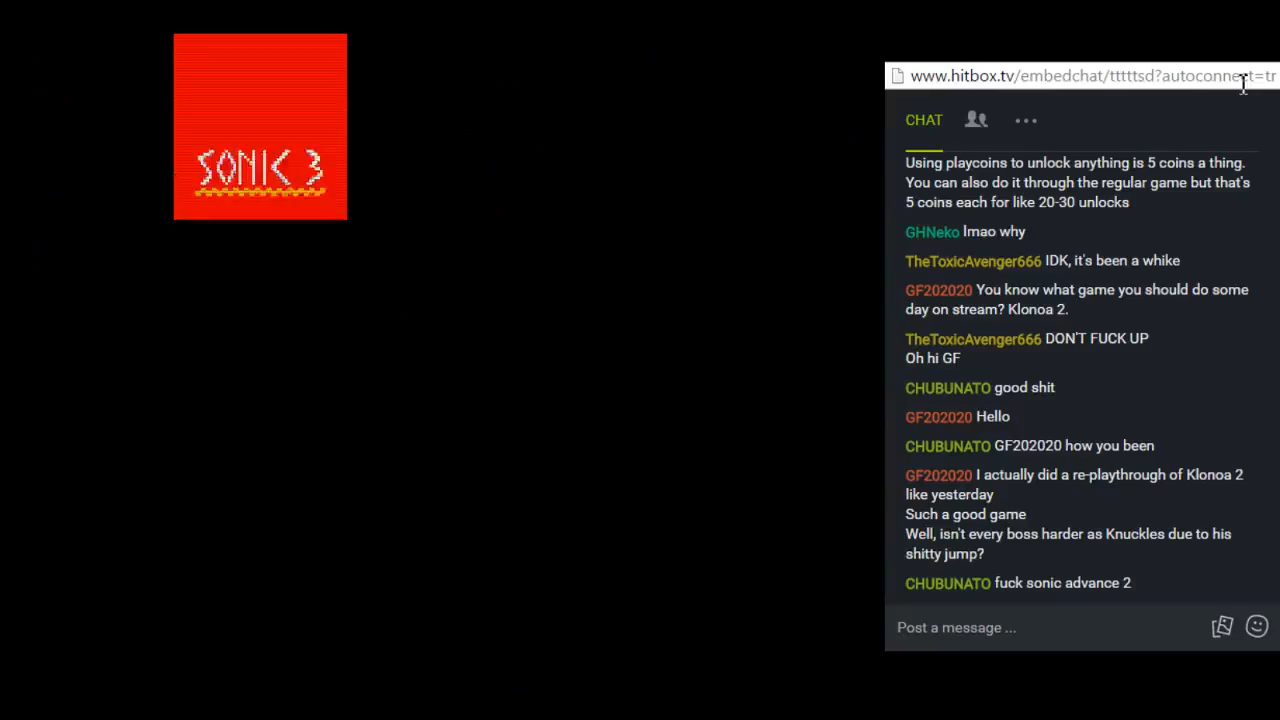 SONIC 3
www.hitbox.tv/embedchat/tttttsd?autoconnect=tr
CHAT
Using playcoins to unlock anything is 5 coins a thing.
You can also do it through the regular game but that's
5 coins each for like 20-30 unlocks
GHNeko lmao why
TheToxicAvenger666 IDK, it's been a whike
GF202020 You know what game you should do some
day on stream? Klonoa 2.
TheToxicAvenger666 DON'T FUCK UP
Oh hi GF
CHUBUNATO good shit
GF202020 Hello
CHUBUNATO GF202020 how you been
GF202020 I actually did a re-playthrough of Klonoa 2
like yesterday
Such a good game
Well, isn't every boss harder as Knuckles due to his
shitty jump?
CHUBUNATO fuck sonic advance 2
Post a message ...